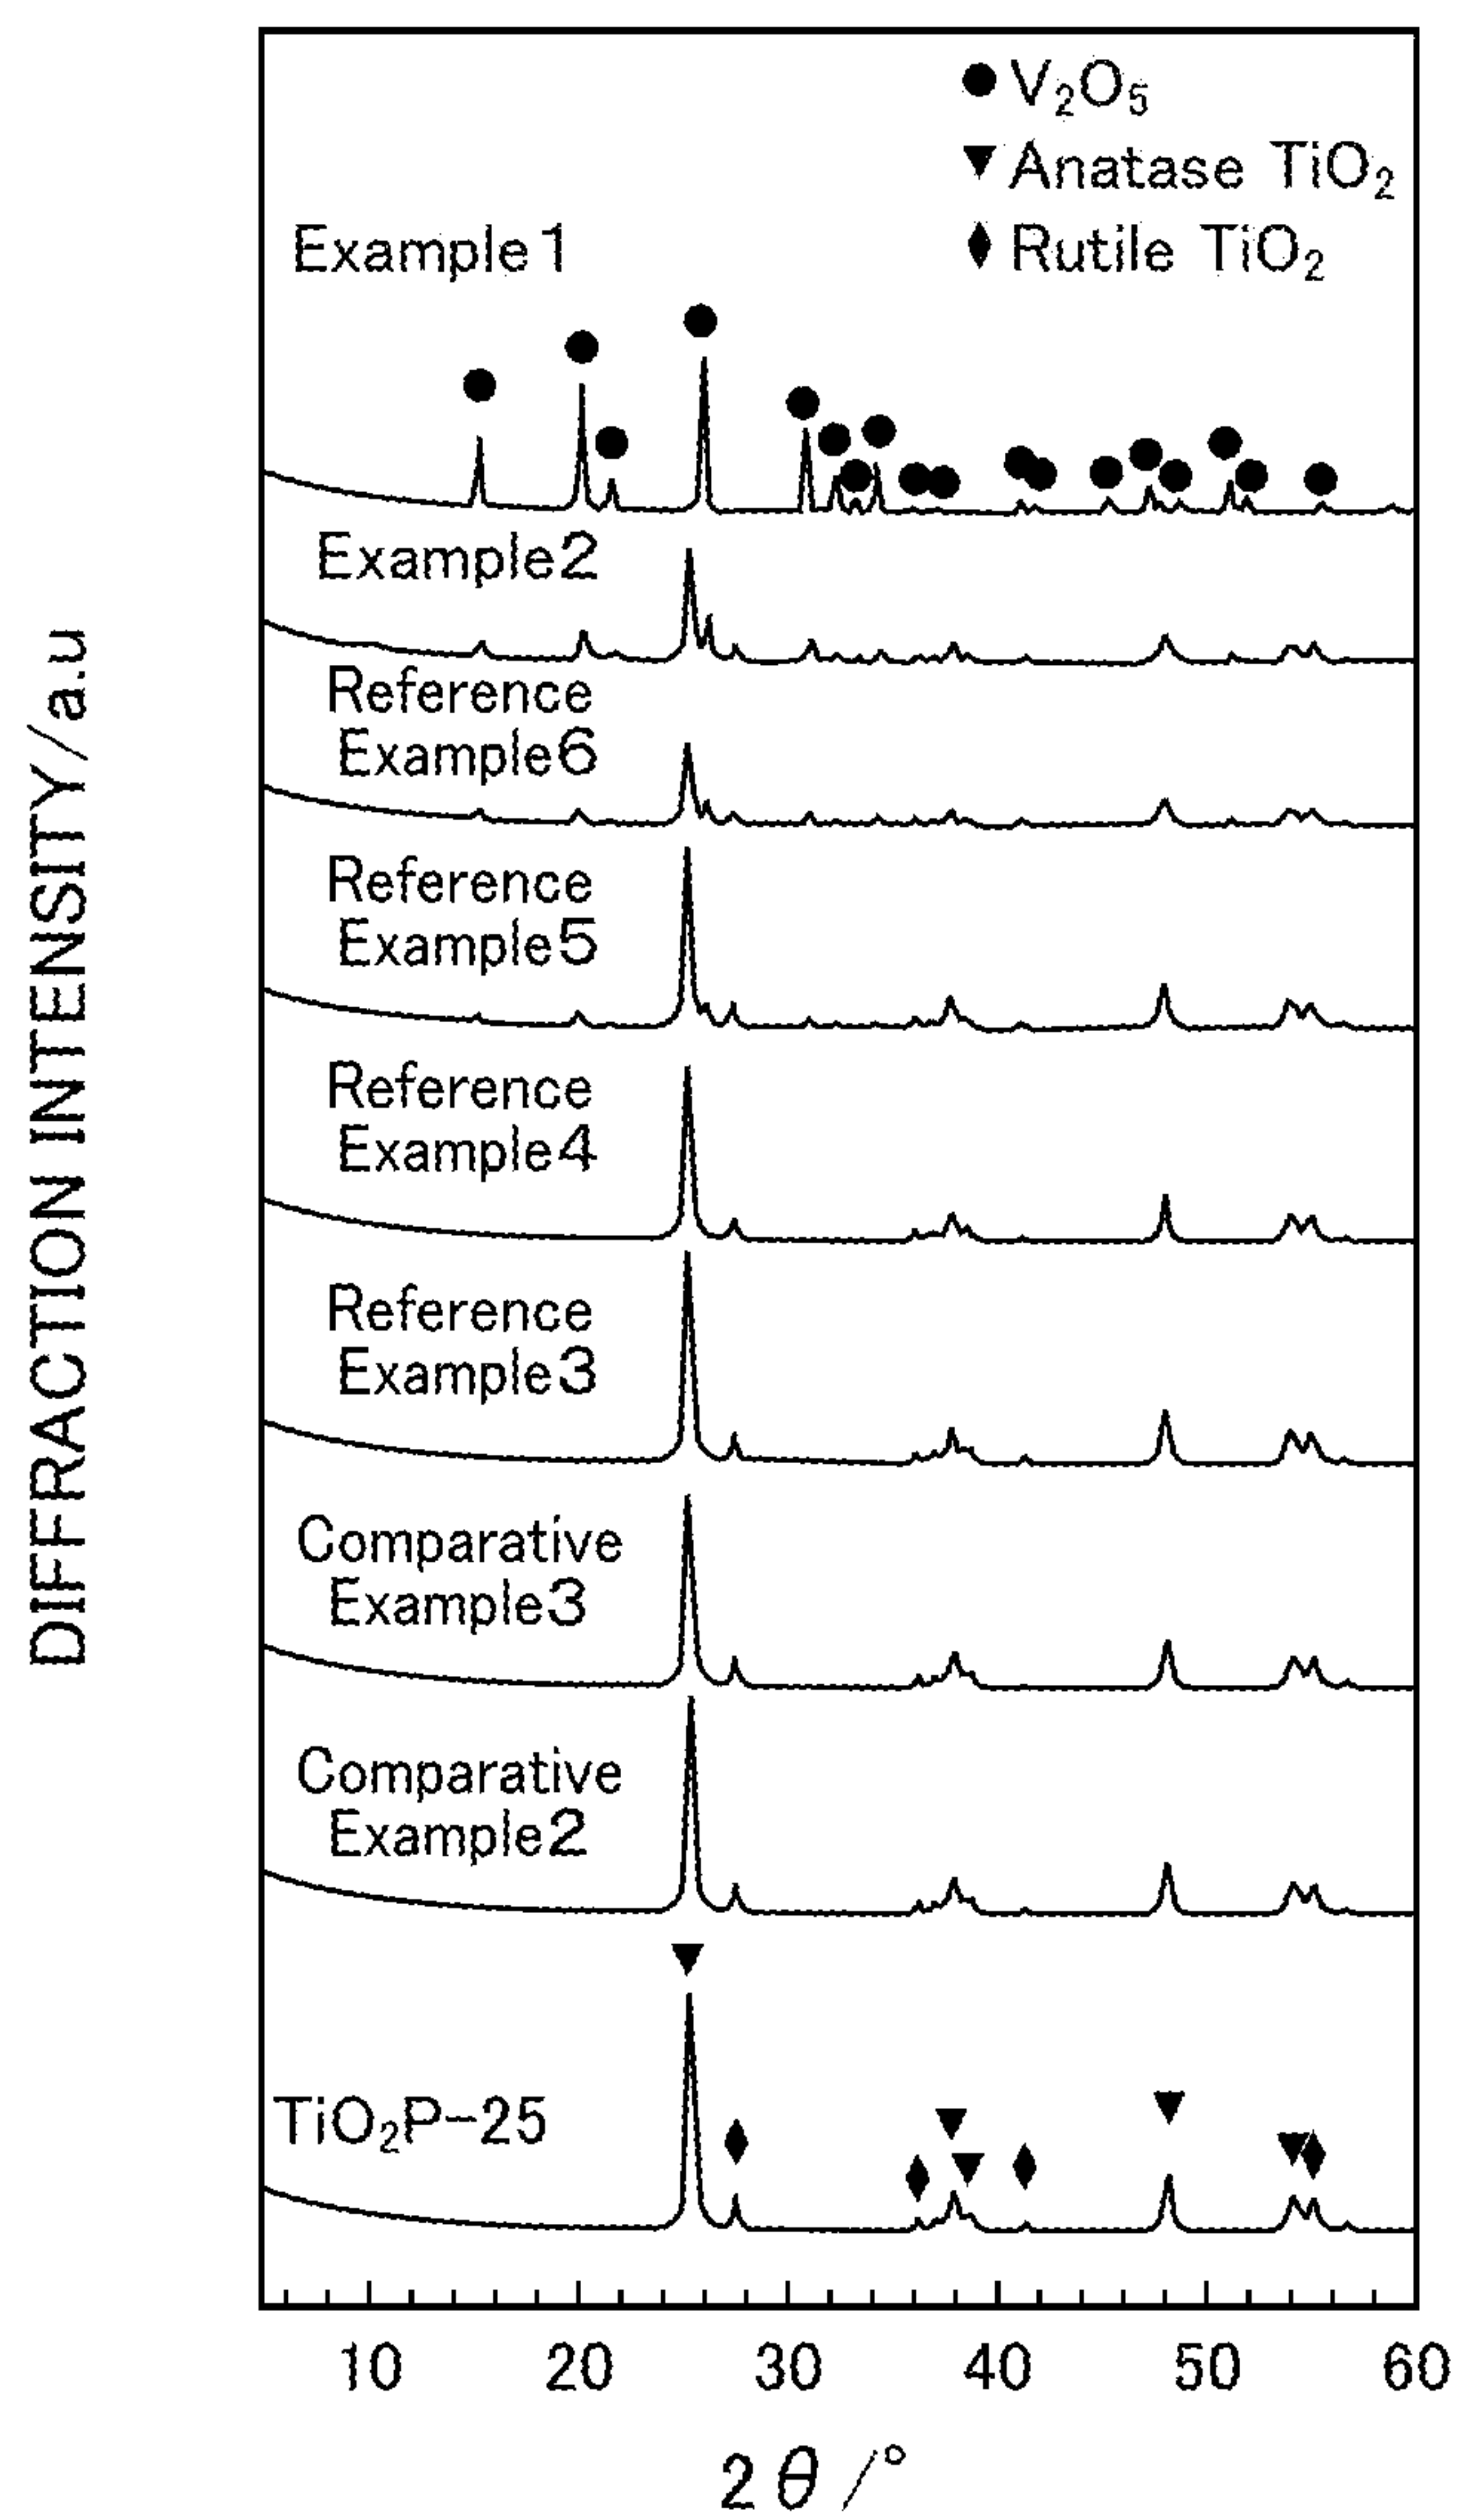 ● V₂O₅
▼ Anatase TiO₂
Example1
♦ Rutile TiO₂
Example2
Reference
Example6
Reference
Example5
Reference
Example4
Reference
Example3
Comparative
Example3
Comparative
Example2
TiO₂P-25
DIFFRACTION INTENSITY/a.u
10 20 30 40 50 60
2θ/°